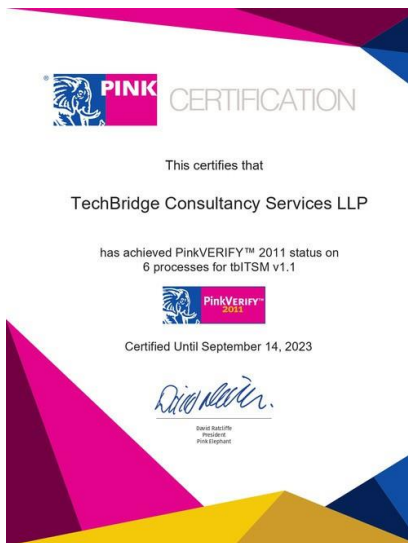 ®
PINK
CERTIFICATION
This certifies that
TechBridge Consultancy Services LLP
has achieved PinkVERIFY™ 2011 status on
6 processes for tbITSM v1.1
PINKVERIFY™
2011
Certified Until September 14, 2023
David Ratcliffe
President
Pink Elephant